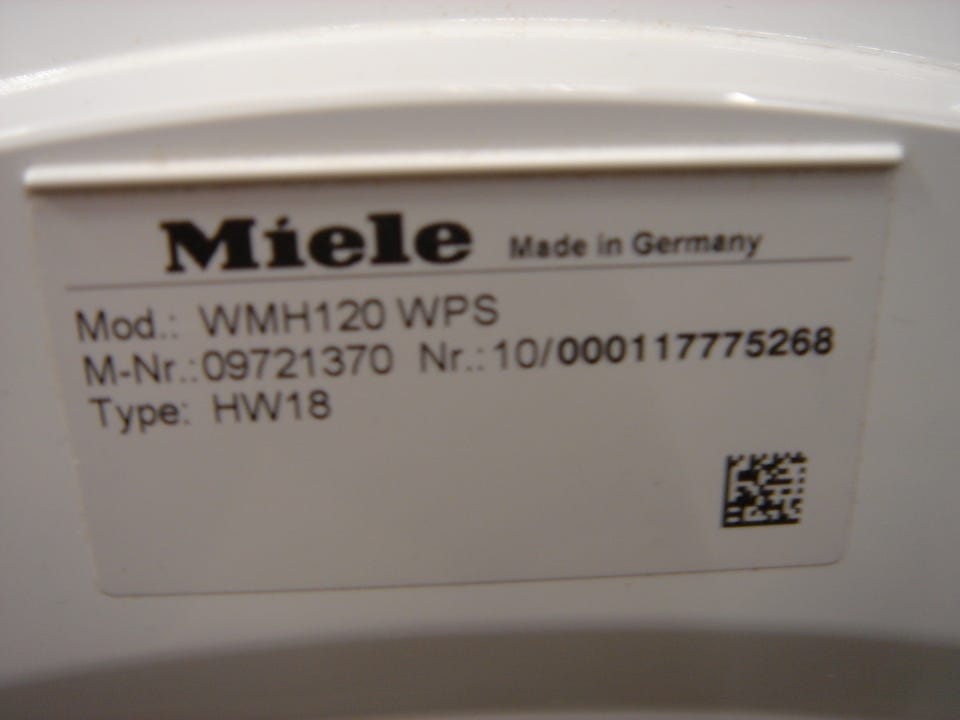 Miele Made in Germany
Mod.: WMH120 WPS
M-Nr.:09721370 Nr.:10/000117775268
Type: HW18